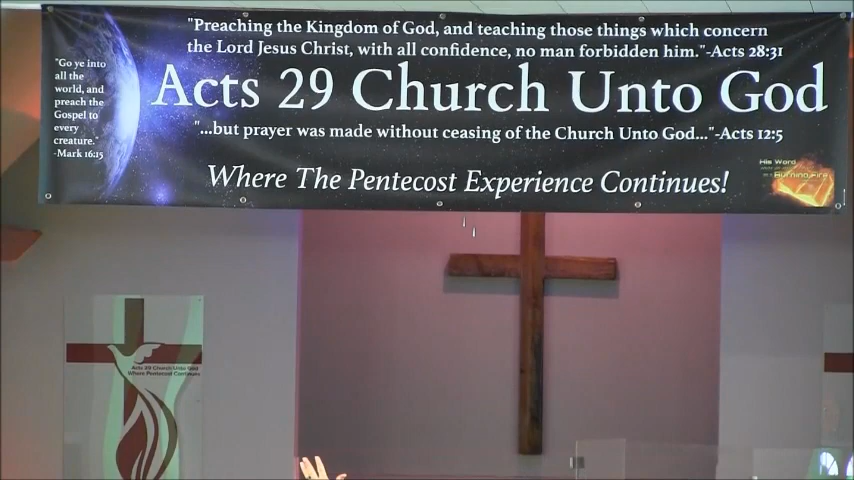 "Preaching the Kingdom of God, and teaching those things which concern
the Lord Jesus Christ, with all confidence, no man forbidden him."-Acts 28:31
"Go ye into
all the
world, and
preach the
Gospel to
every
creature."
-Mark 16:15
Acts 29 Church Unto God
"...but prayer was made without ceasing of the Church Unto God..."-Acts 12:5
Where The Pentecost Experience Continues!
His Word
Burning Fire
Acts 29 Church Unto God
Where Pentecost Continues